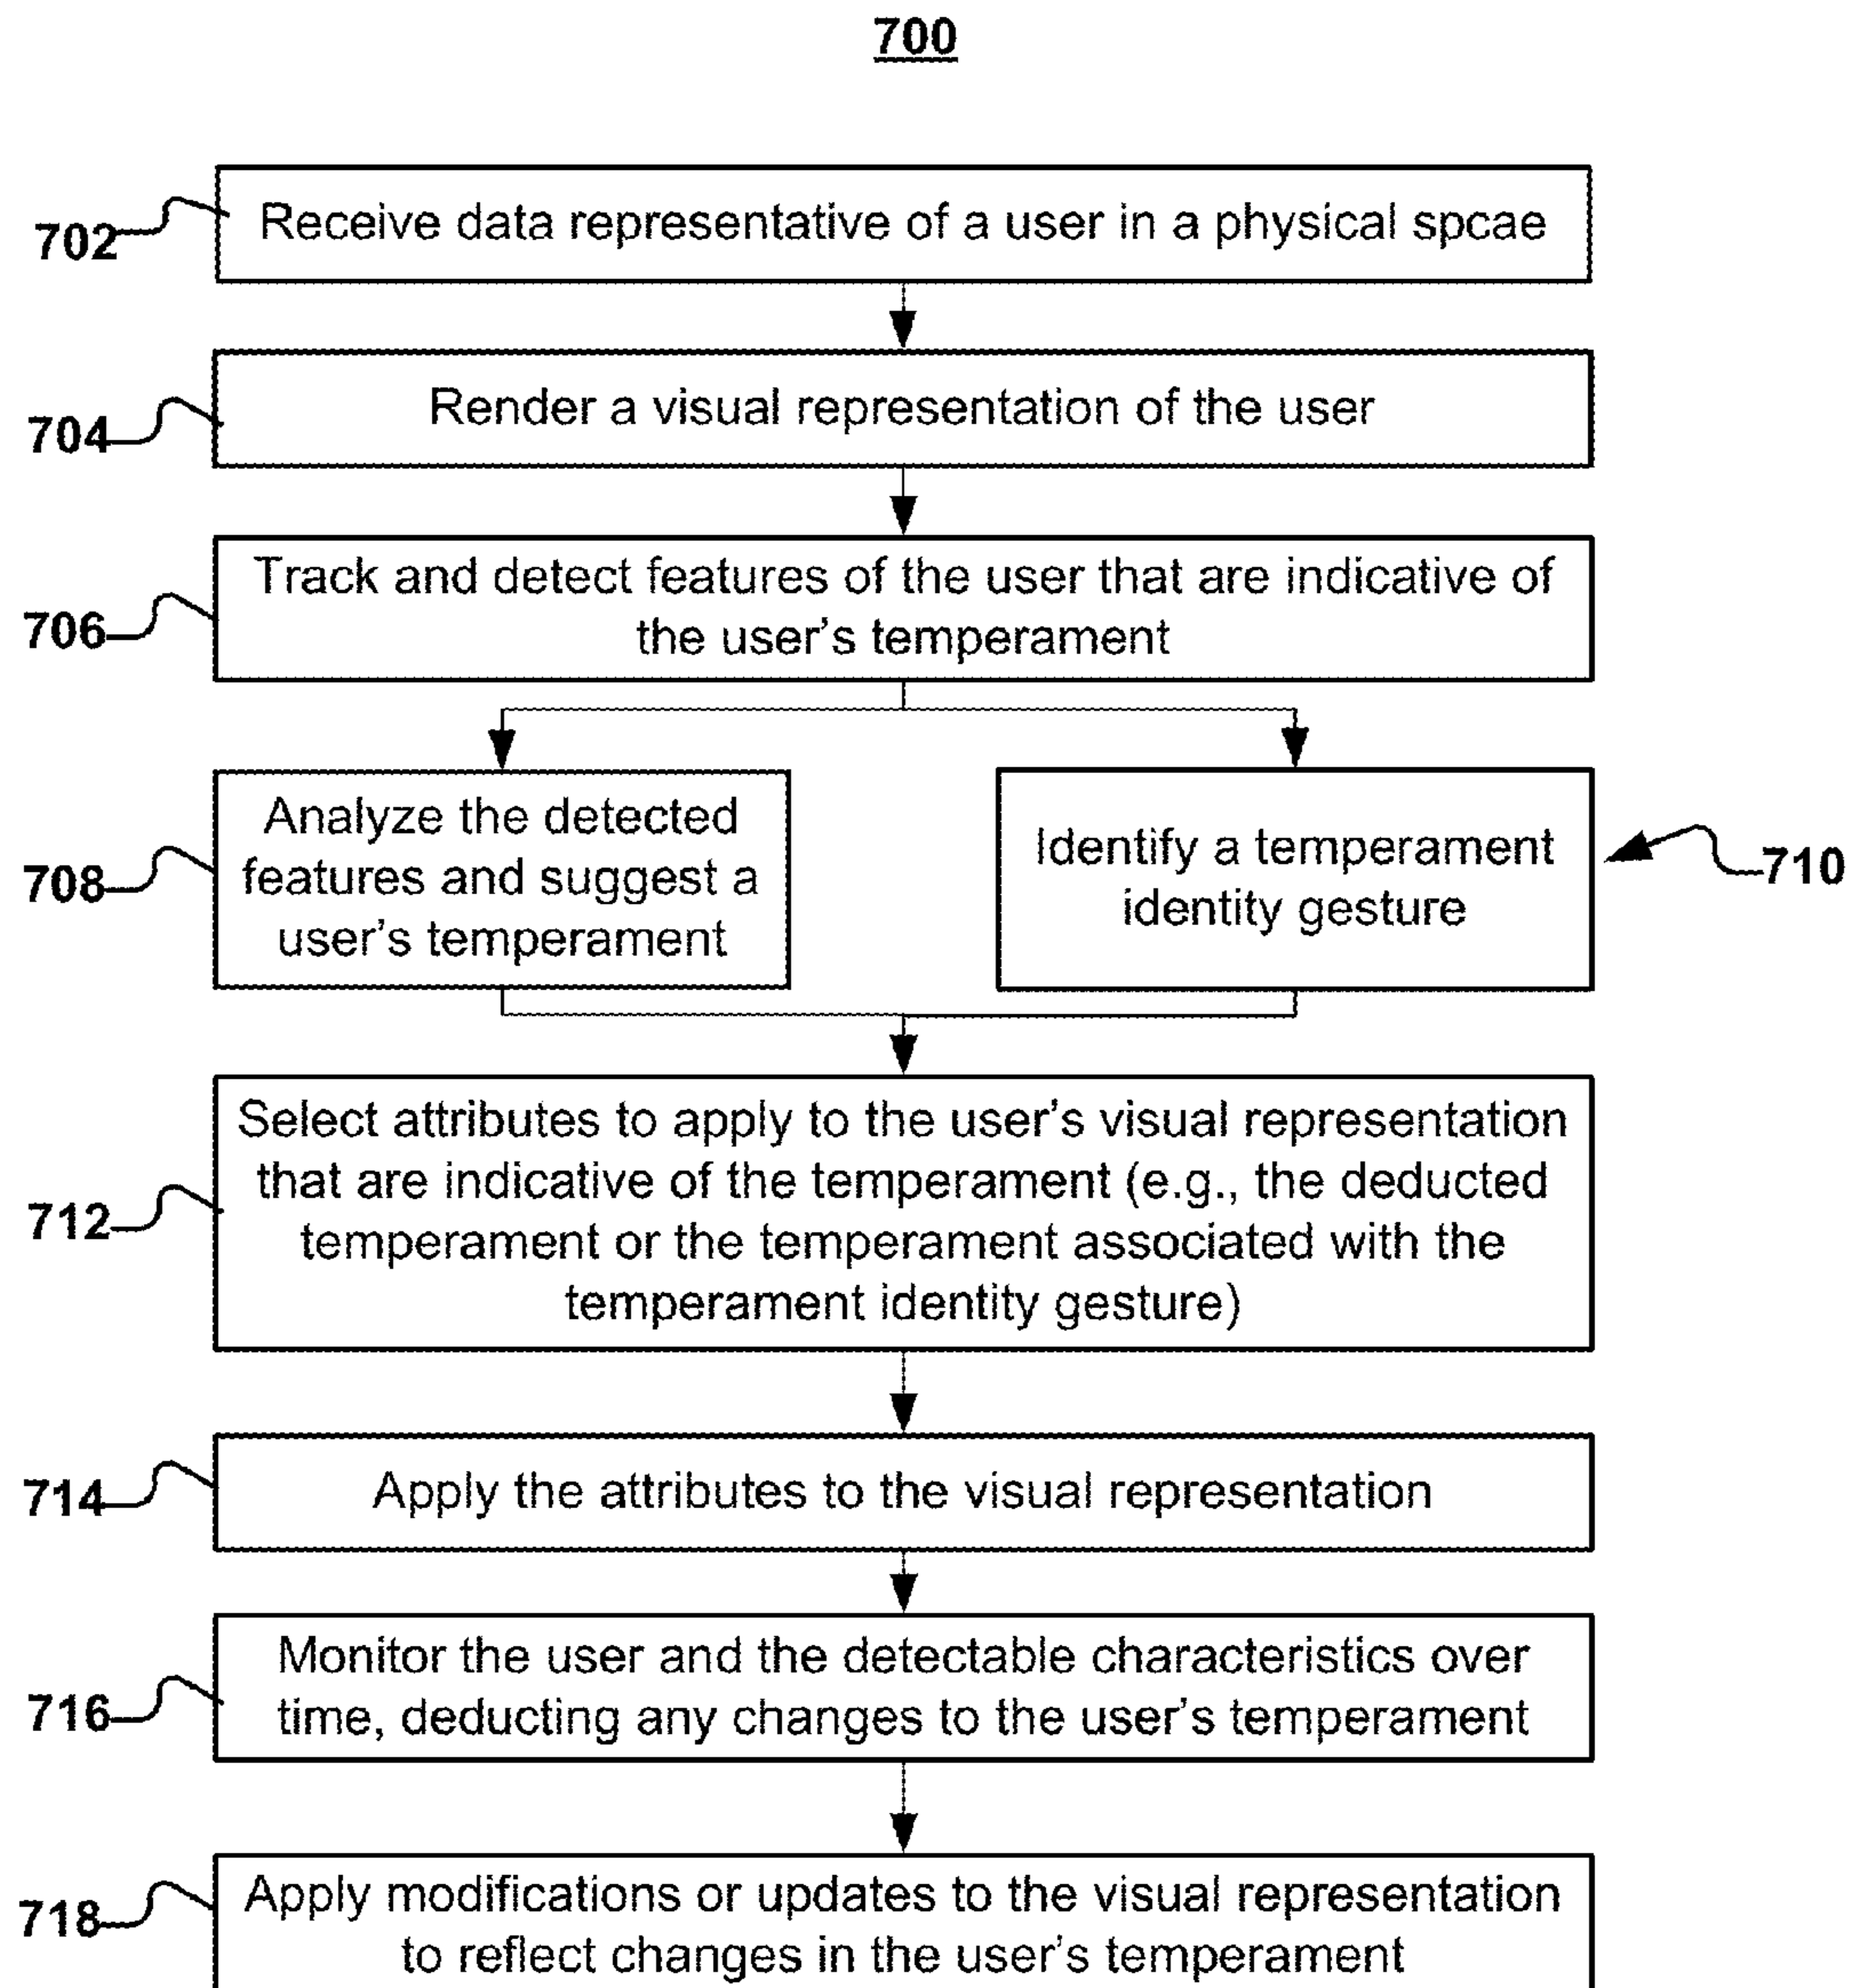 700
702
Receive data representative of a user in a physical spcae
704
Render a visual representation of the user
706
Track and detect features of the user that are indicative of
the user's temperament
708
Analyze the detected
features and suggest a
user's temperament
Identify a temperament
identity gesture
710
712
Select attributes to apply to the user's visual representation
that are indicative of the temperament (e.g., the deducted
temperament or the temperament associated with the
temperament identity gesture)
714
Apply the attributes to the visual representation
716
Monitor the user and the detectable characteristics over
time, deducting any changes to the user's temperament
718
Apply modifications or updates to the visual representation
to reflect changes in the user's temperament